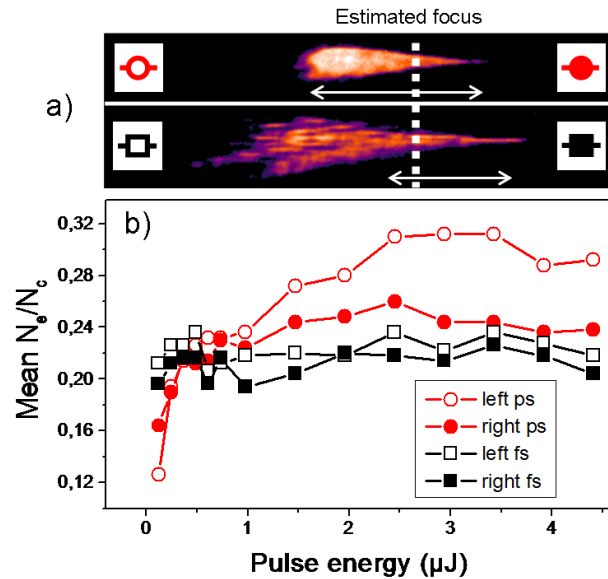 Estimated focus
a)
b)
Mean Ne/Nc
0,32
0,28
0,24
0,20
0,16
0,12
left ps
right ps
left fs
right fs
0 1 2 3 4
Pulse energy (μJ)